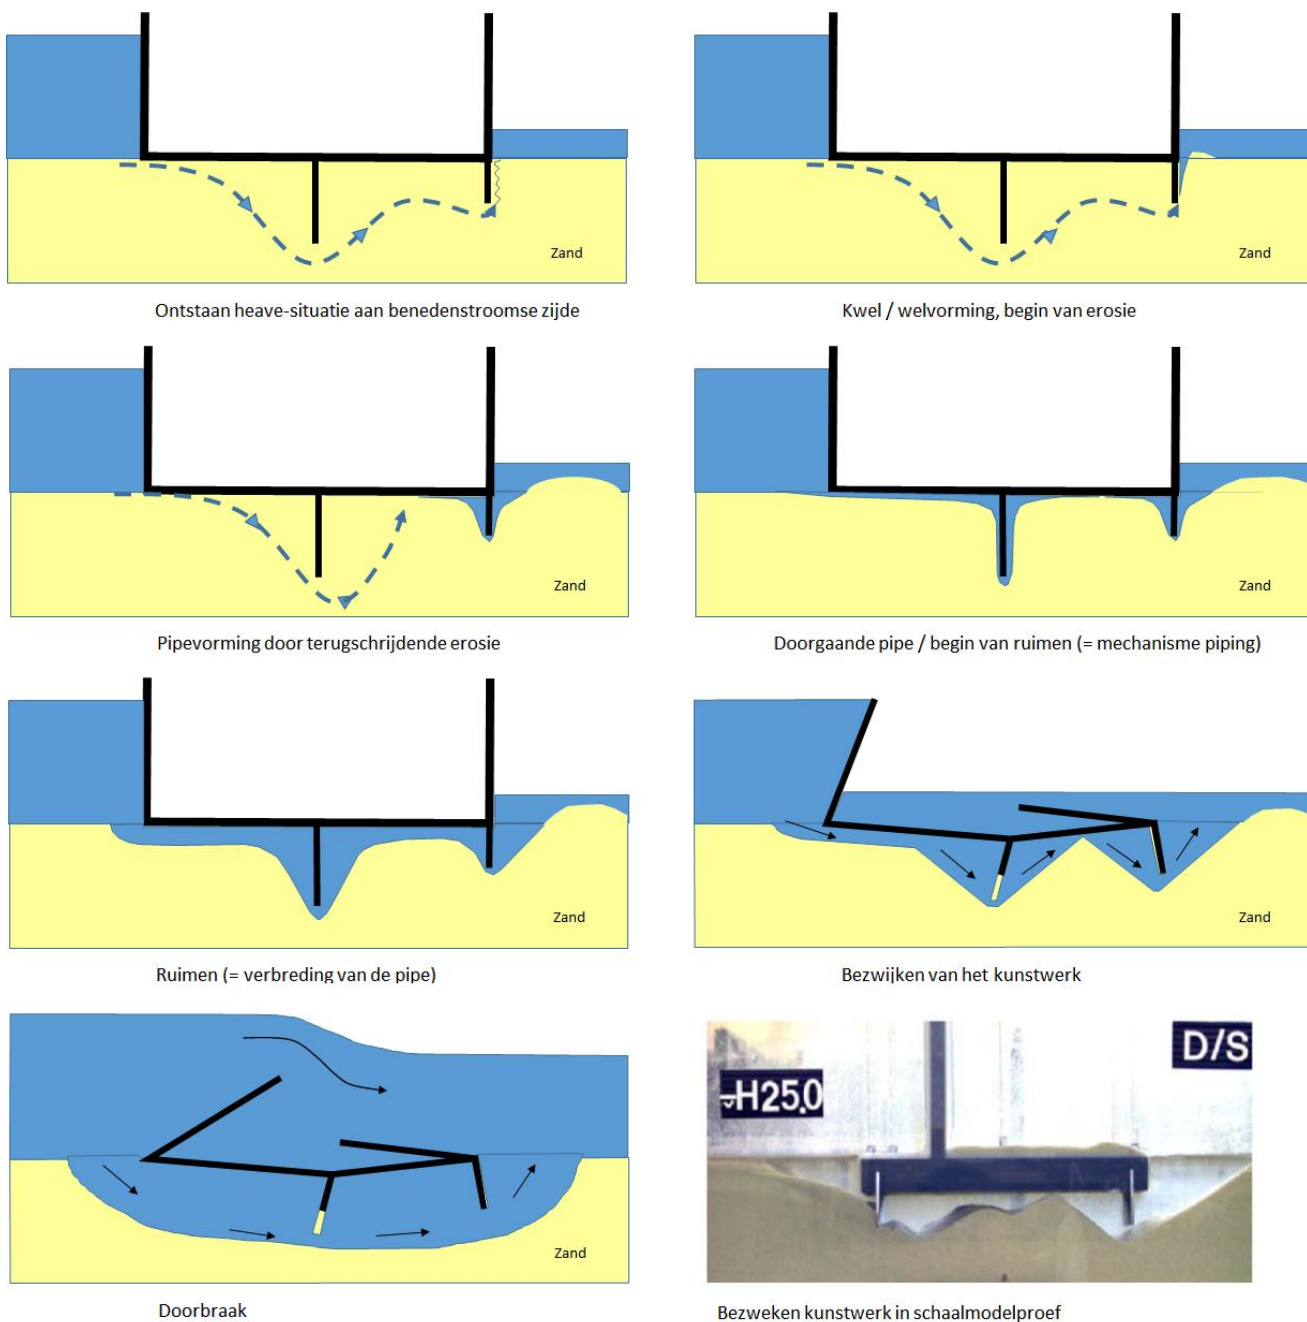 Zand
Zand
Ontstaan heave-situatie aan benedenstroomse zijde
Kwel / welvorming, begin van erosie
Zand
Zand
Pipevorming door terugschrijdende erosie
Doorgaande pipe / begin van ruimen (= mechanisme piping)
Zand
Zand
Ruimen (= verbreding van de pipe)
Bezwijken van het kunstwerk
Zand
D/S
H25.0
Doorbraak
Bezweken kunstwerk in schaalmodelproef